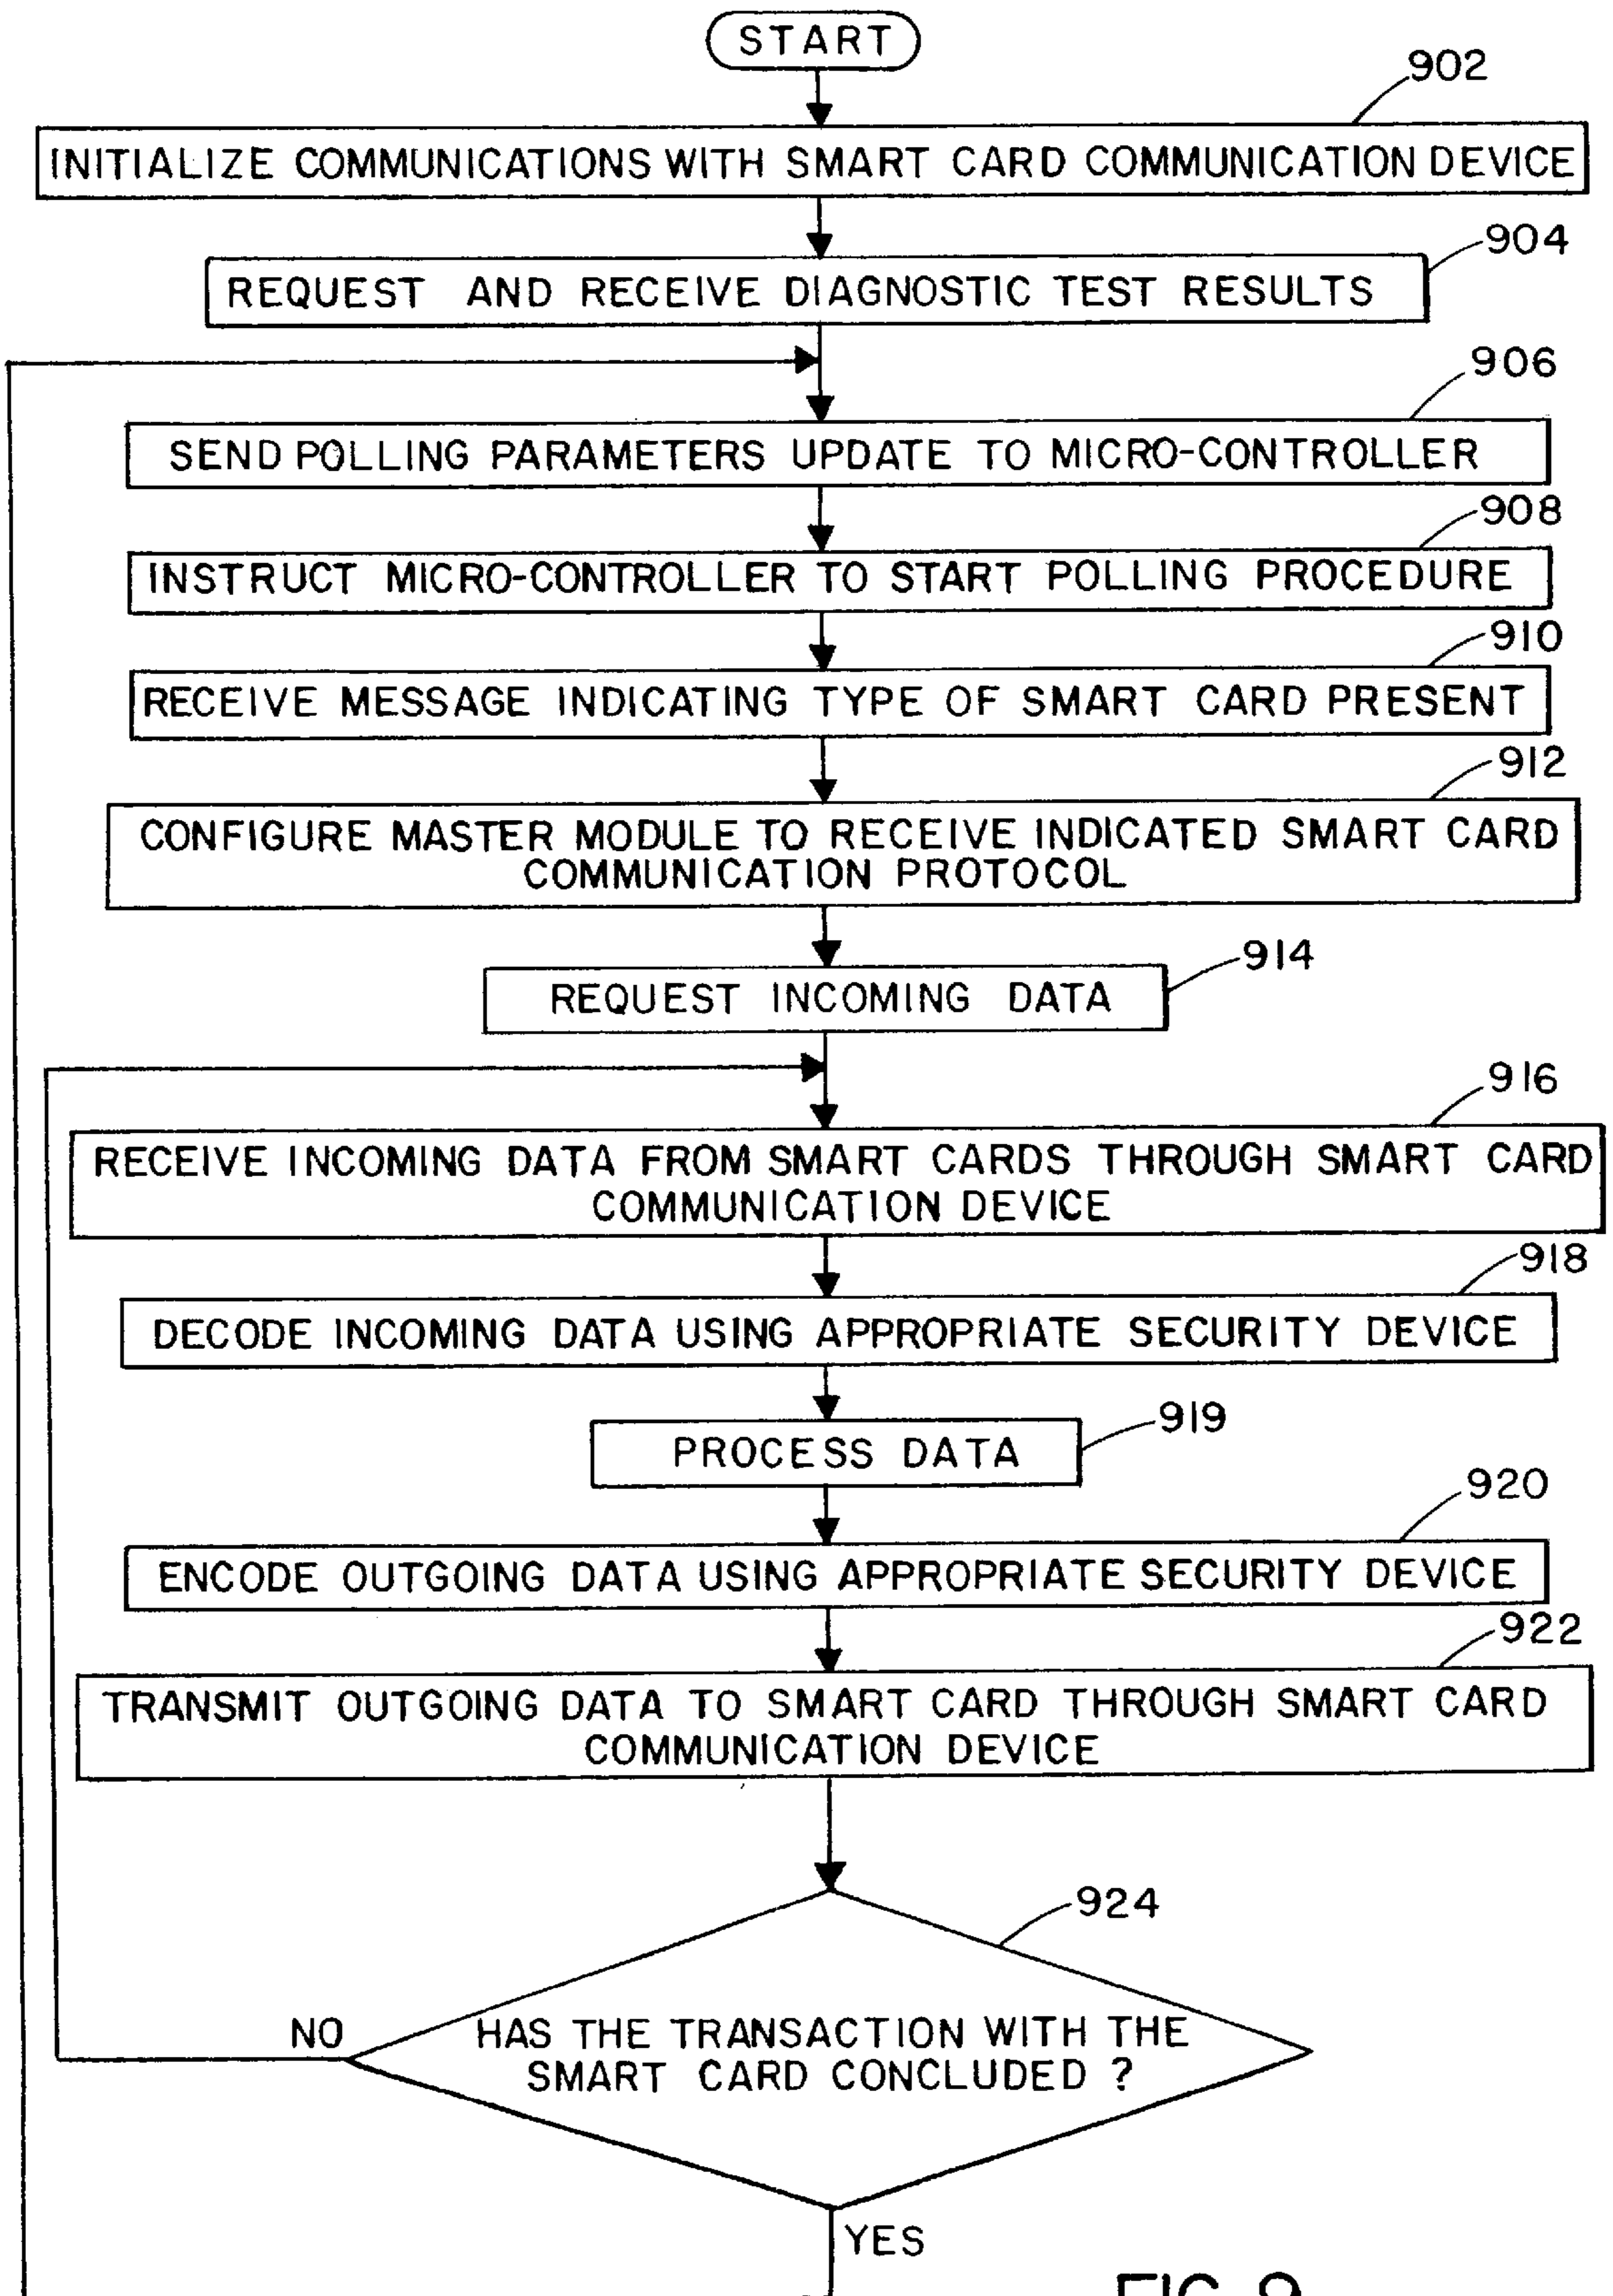 START
902
INITIALIZE COMMUNICATIONS WITH SMART CARD COMMUNICATION DEVICE
904
REQUEST AND RECEIVE DIAGNOSTIC TEST RESULTS
906
SEND POLLING PARAMETERS UPDATE TO MICRO-CONTROLLER
908
INSTRUCT MICRO-CONTROLLER TO START POLLING PROCEDURE
910
RECEIVE MESSAGE INDICATING TYPE OF SMART CARD PRESENT
912
CONFIGURE MASTER MODULE TO RECEIVE INDICATED SMART CARD
COMMUNICATION PROTOCOL
914
REQUEST INCOMING DATA
916
RECEIVE INCOMING DATA FROM SMART CARDS THROUGH SMART CARD
COMMUNICATION DEVICE
918
DECODE INCOMING DATA USING APPROPRIATE SECURITY DEVICE
919
PROCESS DATA
920
ENCODE OUTGOING DATA USING APPROPRIATE SECURITY DEVICE
922
TRANSMIT OUTGOING DATA TO SMART CARD THROUGH SMART CARD
COMMUNICATION DEVICE
924
NO
HAS THE TRANSACTION WITH THE
SMART CARD CONCLUDED ?
YES